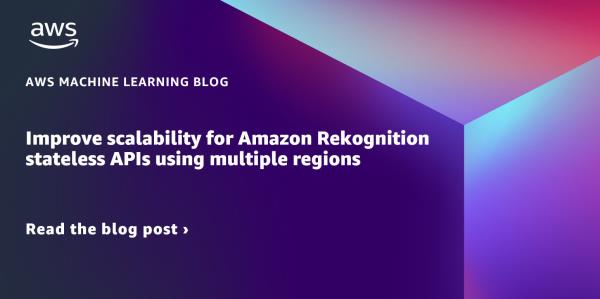 aws
AWS MACHINE LEARNING BLOG
Improve scalability for Amazon Rekognition
stateless APIs using multiple regions
Read the blog post ›